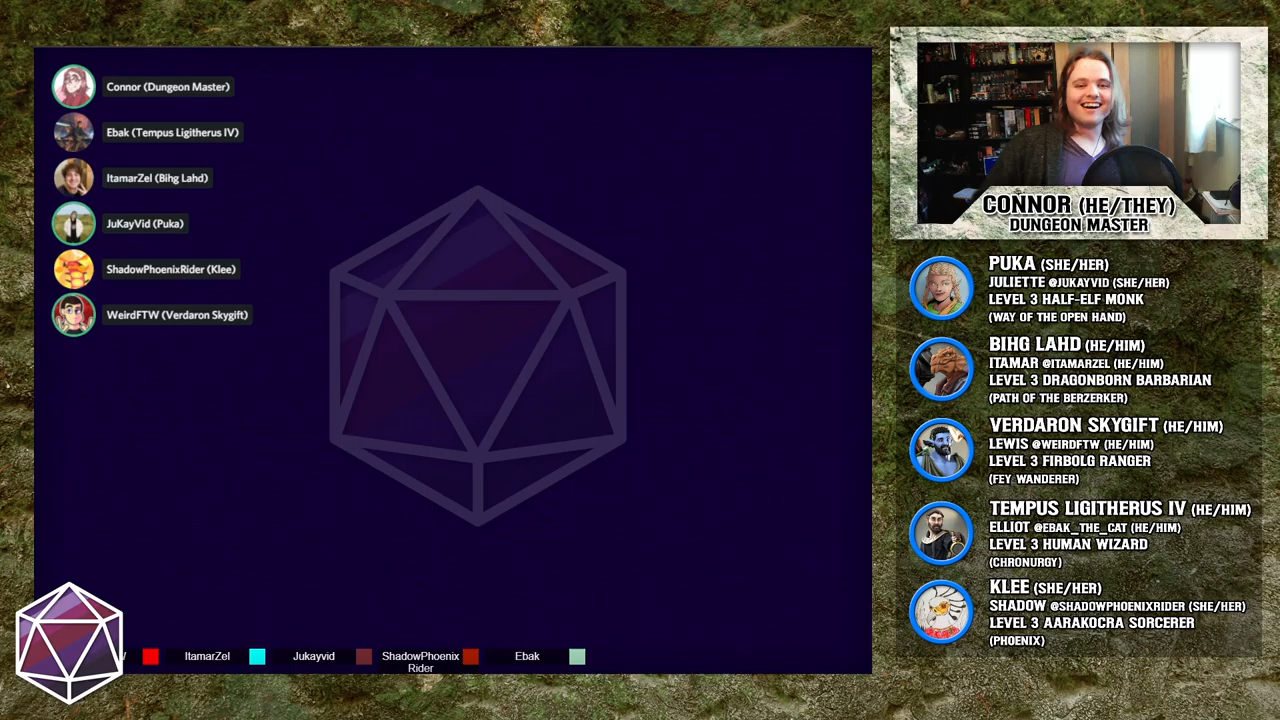 Connor (Dungeon Master)
Ebak (Tempus Ligitherus IV)
ItamarZel (Bihg Lahd)
JuKayVid (Puka)
ShadowPhoenixRider (Klee)
WeirdFTW (Verdaron Skygift)
ItamarZel
Jukayvid
ShadowPhoenix
Rider
Ebak
CONNOR (HE/THEY)
DUNGEON MASTER
PUKA (SHE/HER)
JULIETTE @JUKAYVID (SHE/HER)
LEVEL 3 HALF-ELF MONK
(WAY OF THE OPEN HAND)
BIHG LAHD (HE/HIM)
ITAMAR @ITAMARZEL (HE/HIM)
LEVEL 3 DRAGONBORN BARBARIAN
(PATH OF THE BERZERKER)
VERDARON SKYGIFT (HE/HIM)
LEWIS @WEIRDFTW (HE/HIM)
LEVEL 3 FIRBOLG RANGER
(FEY WANDERER)
TEMPUS LIGITHERUS IV (HE/HIM)
ELLIOT @EBAK_THE_CAT (HE/HIM)
LEVEL 3 HUMAN WIZARD
(CHRONURGY)
KLEE (SHE/HER)
SHADOW @SHADOWPHOENIXRIDER (SHE/HER)
LEVEL 3 AARAKOCRA SORCERER
(PHOENIX)